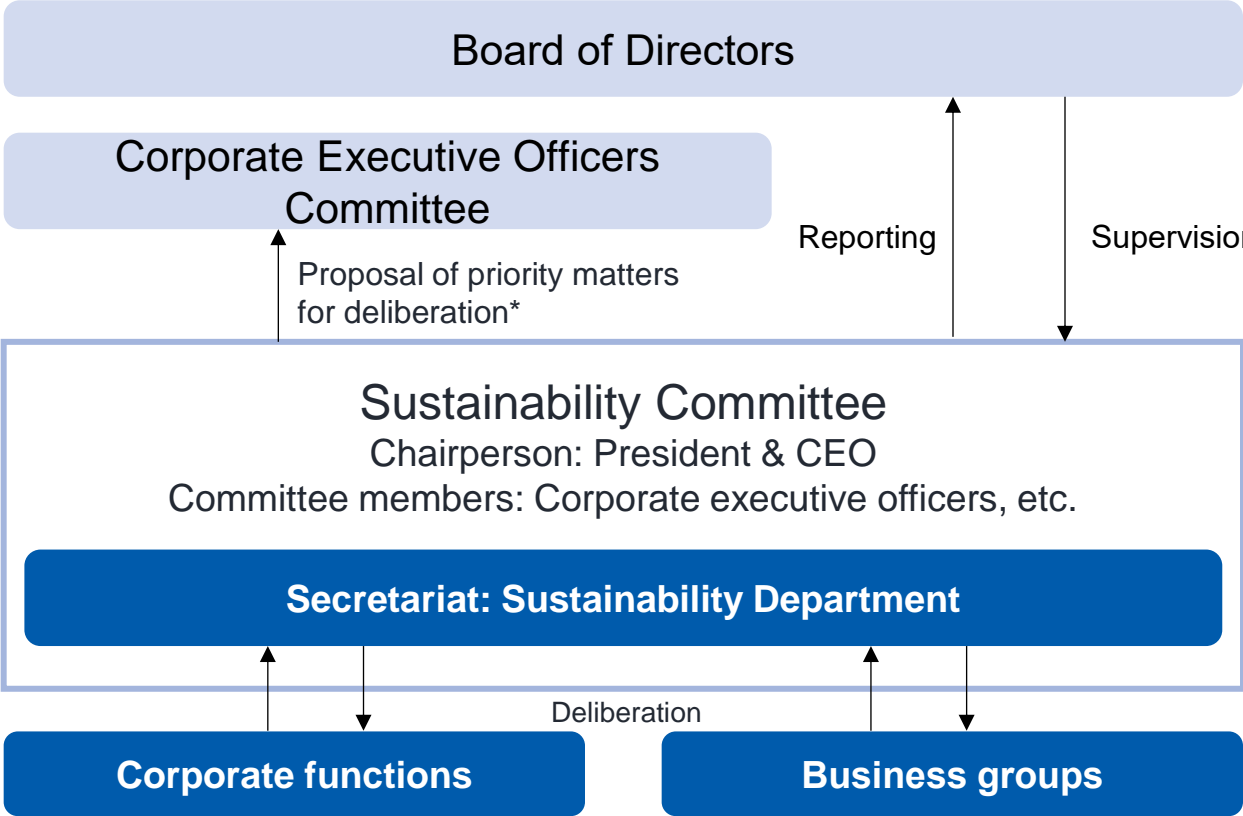 Board of Directors
Corporate Executive Officers
Committee
Reporting
Supervision
Proposal of priority matters
for deliberation*
Sustainability Committee
Chairperson: President & CEO
Committee members: Corporate executive officers, etc.
Secretariat: Sustainability Department
Deliberation
Corporate functions
Business groups